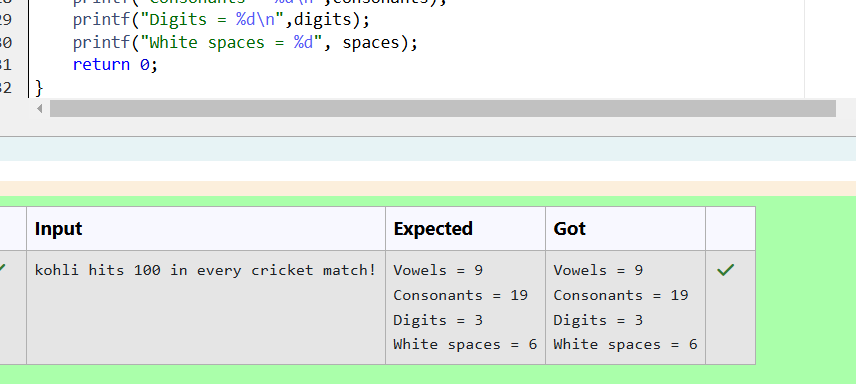 29 printf("Digits = %d\n",digits);
30 printf("White spaces = %d", spaces);
31 return 0;
32 }
Input Expected Got
kohli hits 100 in every cricket match! Vowels = 9 Vowels = 9
Consonants = 19 Consonants = 19
Digits = 3 Digits = 3
White spaces = 6 White spaces = 6